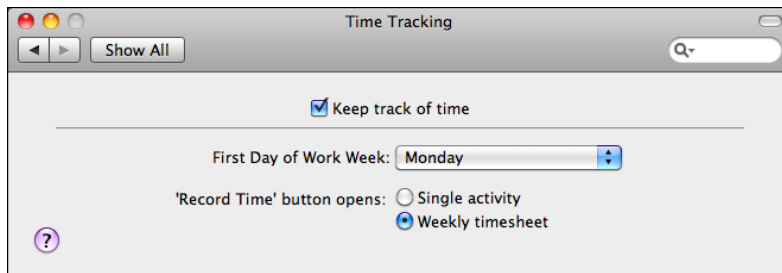 Time Tracking
Show All
Keep track of time
First Day of Work Week: Monday
'Record Time' button opens: Single activity
Weekly timesheet
?